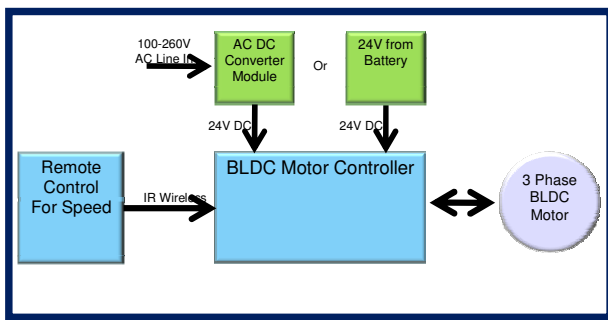 100-260V
AC Line In
AC DC
Converter
Module
Or
24V from
Battery
24V DC
24V DC
Remote
Control
For Speed
IR Wireless
BLDC Motor Controller
3 Phase
BLDC
Motor